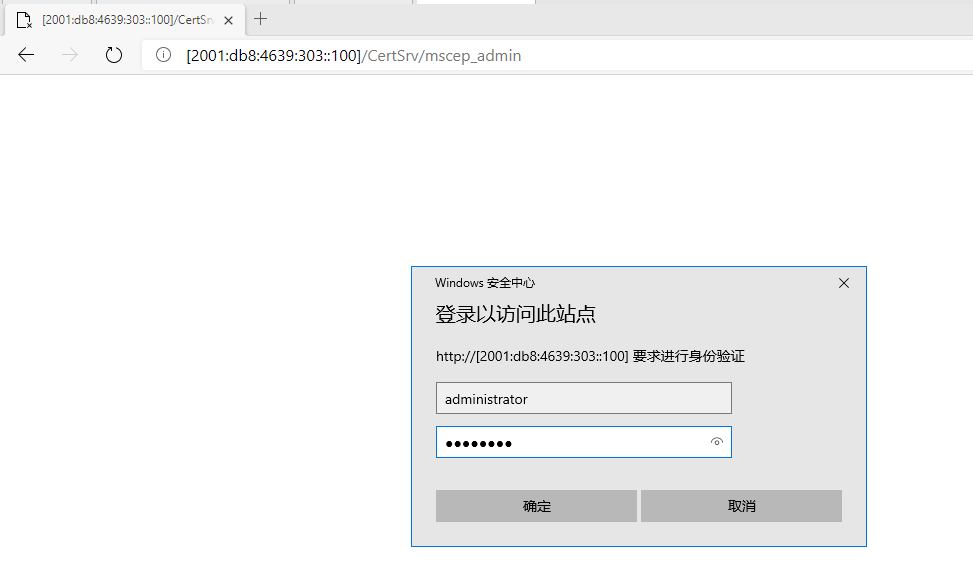 [2001:db8:4639:303::100]/CertSr
[2001:db8:4639:303::100]/CertSrv/mscep_admin
Windows 安全中心
登录以访问此站点
http://[2001:db8:4639:303::100] 要求进行身份验证
administrator
●●●●●●●●
确定 取消